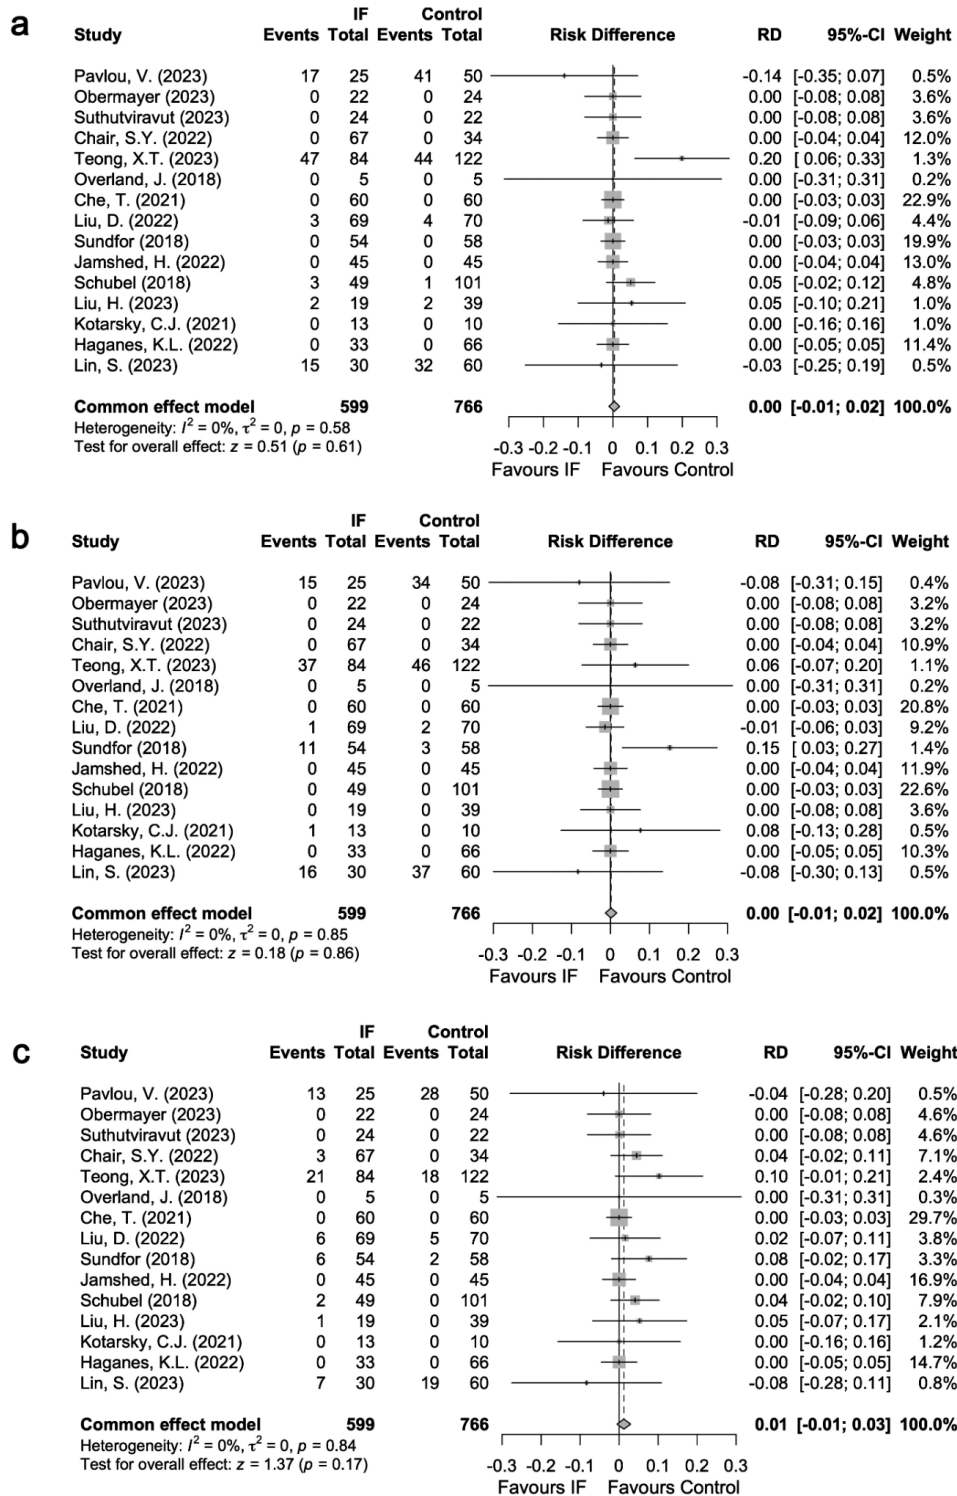 a
IF Control
Study Events Total Events Total Risk Difference RD 95%-CI Weight
Pavlou, V. (2023) 17 25 41 50 -0.14 [-0.35; 0.07] 0.5%
Obermayer (2023) 0 22 0 24 0.00 [-0.08; 0.08] 3.6%
Suthutviravut (2023) 0 24 0 22 0.00 [-0.08; 0.08] 3.6%
Chair, S.Y. (2022) 0 67 0 34 0.00 [-0.04; 0.04] 12.0%
Teong, X.T. (2023) 47 84 44 122 0.20 [ 0.06; 0.33] 1.3%
Overland, J. (2018) 0 5 0 5 0.00 [-0.31; 0.31] 0.2%
Che, T. (2021) 0 60 0 60 0.00 [-0.03; 0.03] 22.9%
Liu, D. (2022) 3 69 4 70 -0.01 [-0.09; 0.06] 4.4%
Sundfor (2018) 0 54 0 58 0.00 [-0.03; 0.03] 19.9%
Jamshed, H. (2022) 0 45 0 45 0.00 [-0.04; 0.04] 13.0%
Schubel (2018) 3 49 1 101 0.05 [-0.02; 0.12] 4.8%
Liu, H. (2023) 2 19 2 39 0.05 [-0.10; 0.21] 1.0%
Kotarsky, C.J. (2021) 0 13 0 10 0.00 [-0.16; 0.16] 1.0%
Haganes, K.L. (2022) 0 33 0 66 0.00 [-0.05; 0.05] 11.4%
Lin, S. (2023) 15 30 32 60 -0.03 [-0.25; 0.19] 0.5%
Common effect model 599 766 0.00 [-0.01; 0.02] 100.0%
Heterogeneity: I² = 0%, τ² = 0, p = 0.58
Test for overall effect: z = 0.51 (p = 0.61)
-0.3 -0.2 -0.1 0 0.1 0.2 0.3
Favours IF Favours Control
b
IF Control
Study Events Total Events Total Risk Difference RD 95%-CI Weight
Pavlou, V. (2023) 15 25 34 50 -0.08 [-0.31; 0.15] 0.4%
Obermayer (2023) 0 22 0 24 0.00 [-0.08; 0.08] 3.2%
Suthutviravut (2023) 0 24 0 22 0.00 [-0.08; 0.08] 3.2%
Chair, S.Y. (2022) 0 67 0 34 0.00 [-0.04; 0.04] 10.9%
Teong, X.T. (2023) 37 84 46 122 0.06 [-0.07; 0.20] 1.1%
Overland, J. (2018) 0 5 0 5 0.00 [-0.31; 0.31] 0.2%
Che, T. (2021) 0 60 0 60 0.00 [-0.03; 0.03] 20.8%
Liu, D. (2022) 1 69 2 70 -0.01 [-0.06; 0.03] 9.2%
Sundfor (2018) 11 54 3 58 0.15 [ 0.03; 0.27] 1.4%
Jamshed, H. (2022) 0 45 0 45 0.00 [-0.04; 0.04] 11.9%
Schubel (2018) 0 49 0 101 0.00 [-0.03; 0.03] 22.6%
Liu, H. (2023) 0 19 0 39 0.00 [-0.08; 0.08] 3.6%
Kotarsky, C.J. (2021) 1 13 0 10 0.08 [-0.13; 0.28] 0.5%
Haganes, K.L. (2022) 0 33 0 66 0.00 [-0.05; 0.05] 10.3%
Lin, S. (2023) 16 30 37 60 -0.08 [-0.30; 0.13] 0.5%
Common effect model 599 766 0.00 [-0.01; 0.02] 100.0%
Heterogeneity: I² = 0%, τ² = 0, p = 0.85
Test for overall effect: z = 0.18 (p = 0.86)
-0.3 -0.2 -0.1 0 0.1 0.2 0.3
Favours IF Favours Control
c
IF Control
Study Events Total Events Total Risk Difference RD 95%-CI Weight
Pavlou, V. (2023) 13 25 28 50 -0.04 [-0.28; 0.20] 0.5%
Obermayer (2023) 0 22 0 24 0.00 [-0.08; 0.08] 4.6%
Suthutviravut (2023) 0 24 0 22 0.00 [-0.08; 0.08] 4.6%
Chair, S.Y. (2022) 3 67 0 34 0.04 [-0.02; 0.11] 7.1%
Teong, X.T. (2023) 21 84 18 122 0.10 [-0.01; 0.21] 2.4%
Overland, J. (2018) 0 5 0 5 0.00 [-0.31; 0.31] 0.3%
Che, T. (2021) 0 60 0 60 0.00 [-0.03; 0.03] 29.7%
Liu, D. (2022) 6 69 5 70 0.02 [-0.07; 0.11] 3.8%
Sundfor (2018) 6 54 2 58 0.08 [-0.02; 0.17] 3.3%
Jamshed, H. (2022) 0 45 0 45 0.00 [-0.04; 0.04] 16.9%
Schubel (2018) 2 49 0 101 0.04 [-0.02; 0.10] 7.9%
Liu, H. (2023) 1 19 0 39 0.05 [-0.07; 0.17] 2.1%
Kotarsky, C.J. (2021) 0 13 0 10 0.00 [-0.16; 0.16] 1.2%
Haganes, K.L. (2022) 0 33 0 66 0.00 [-0.05; 0.05] 14.7%
Lin, S. (2023) 7 30 19 60 -0.08 [-0.28; 0.11] 0.8%
Common effect model 599 766 0.01 [-0.01; 0.03] 100.0%
Heterogeneity: I² = 0%, τ² = 0, p = 0.84
Test for overall effect: z = 1.37 (p = 0.17)
-0.3 -0.2 -0.1 0 0.1 0.2 0.3
Favours IF Favours Control